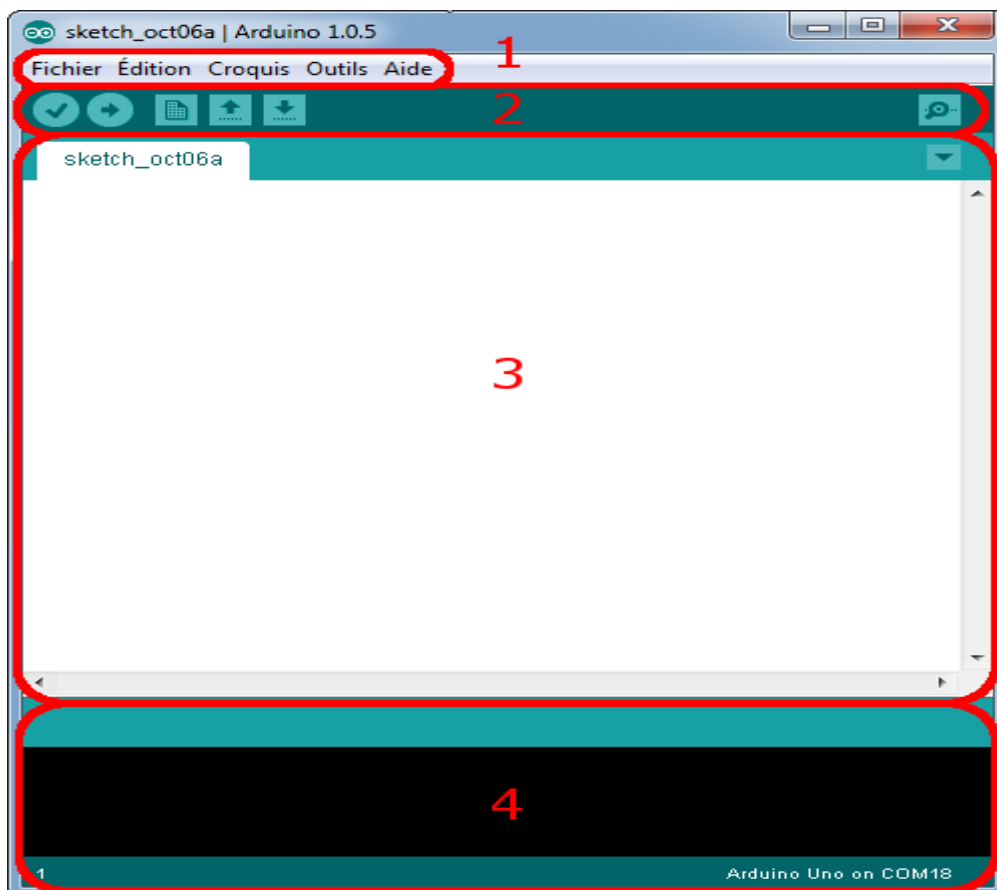 sketch_oct06a | Arduino 1.0.5
1
Fichier Édition Croquis Outils Aide
2
sketch_oct06a
3
4
1 Arduino Uno on COM18